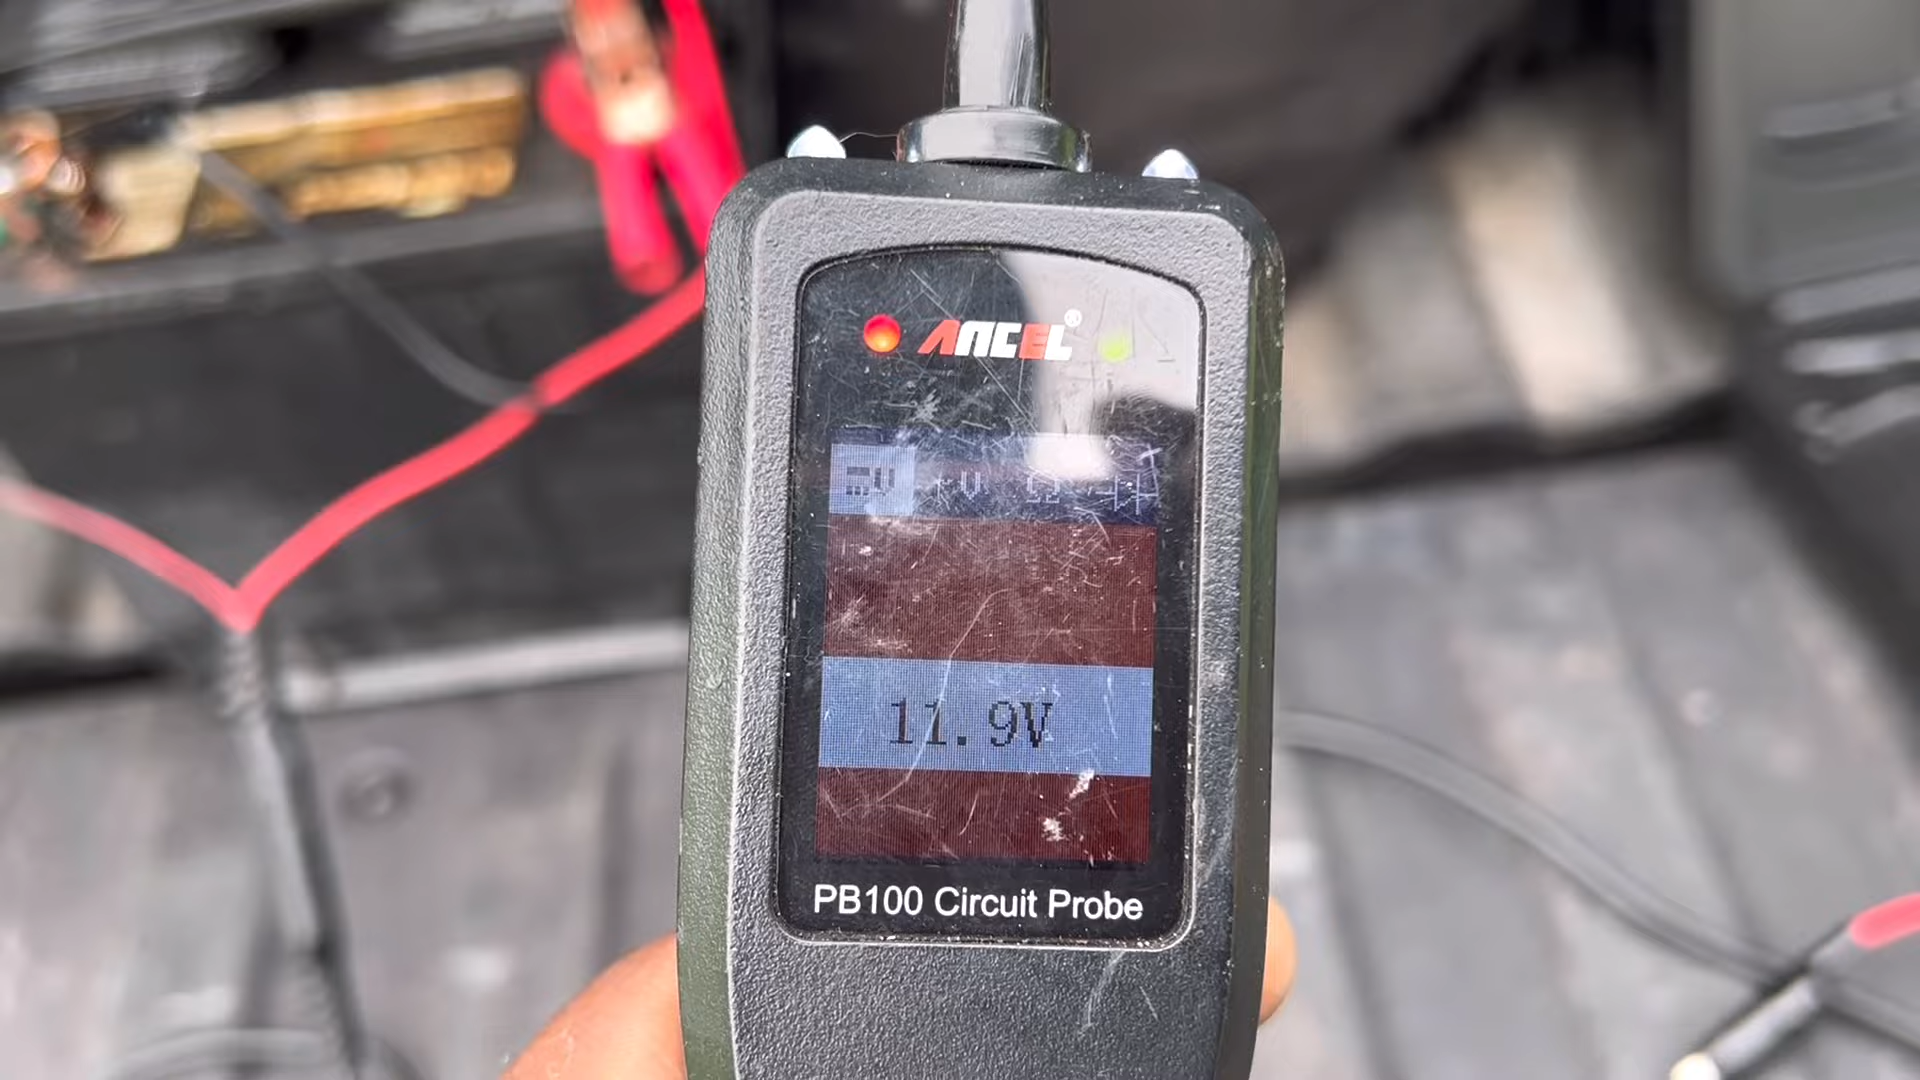 ANCEL®
⎓V ~V Ω
11.9V
PB100 Circuit Probe